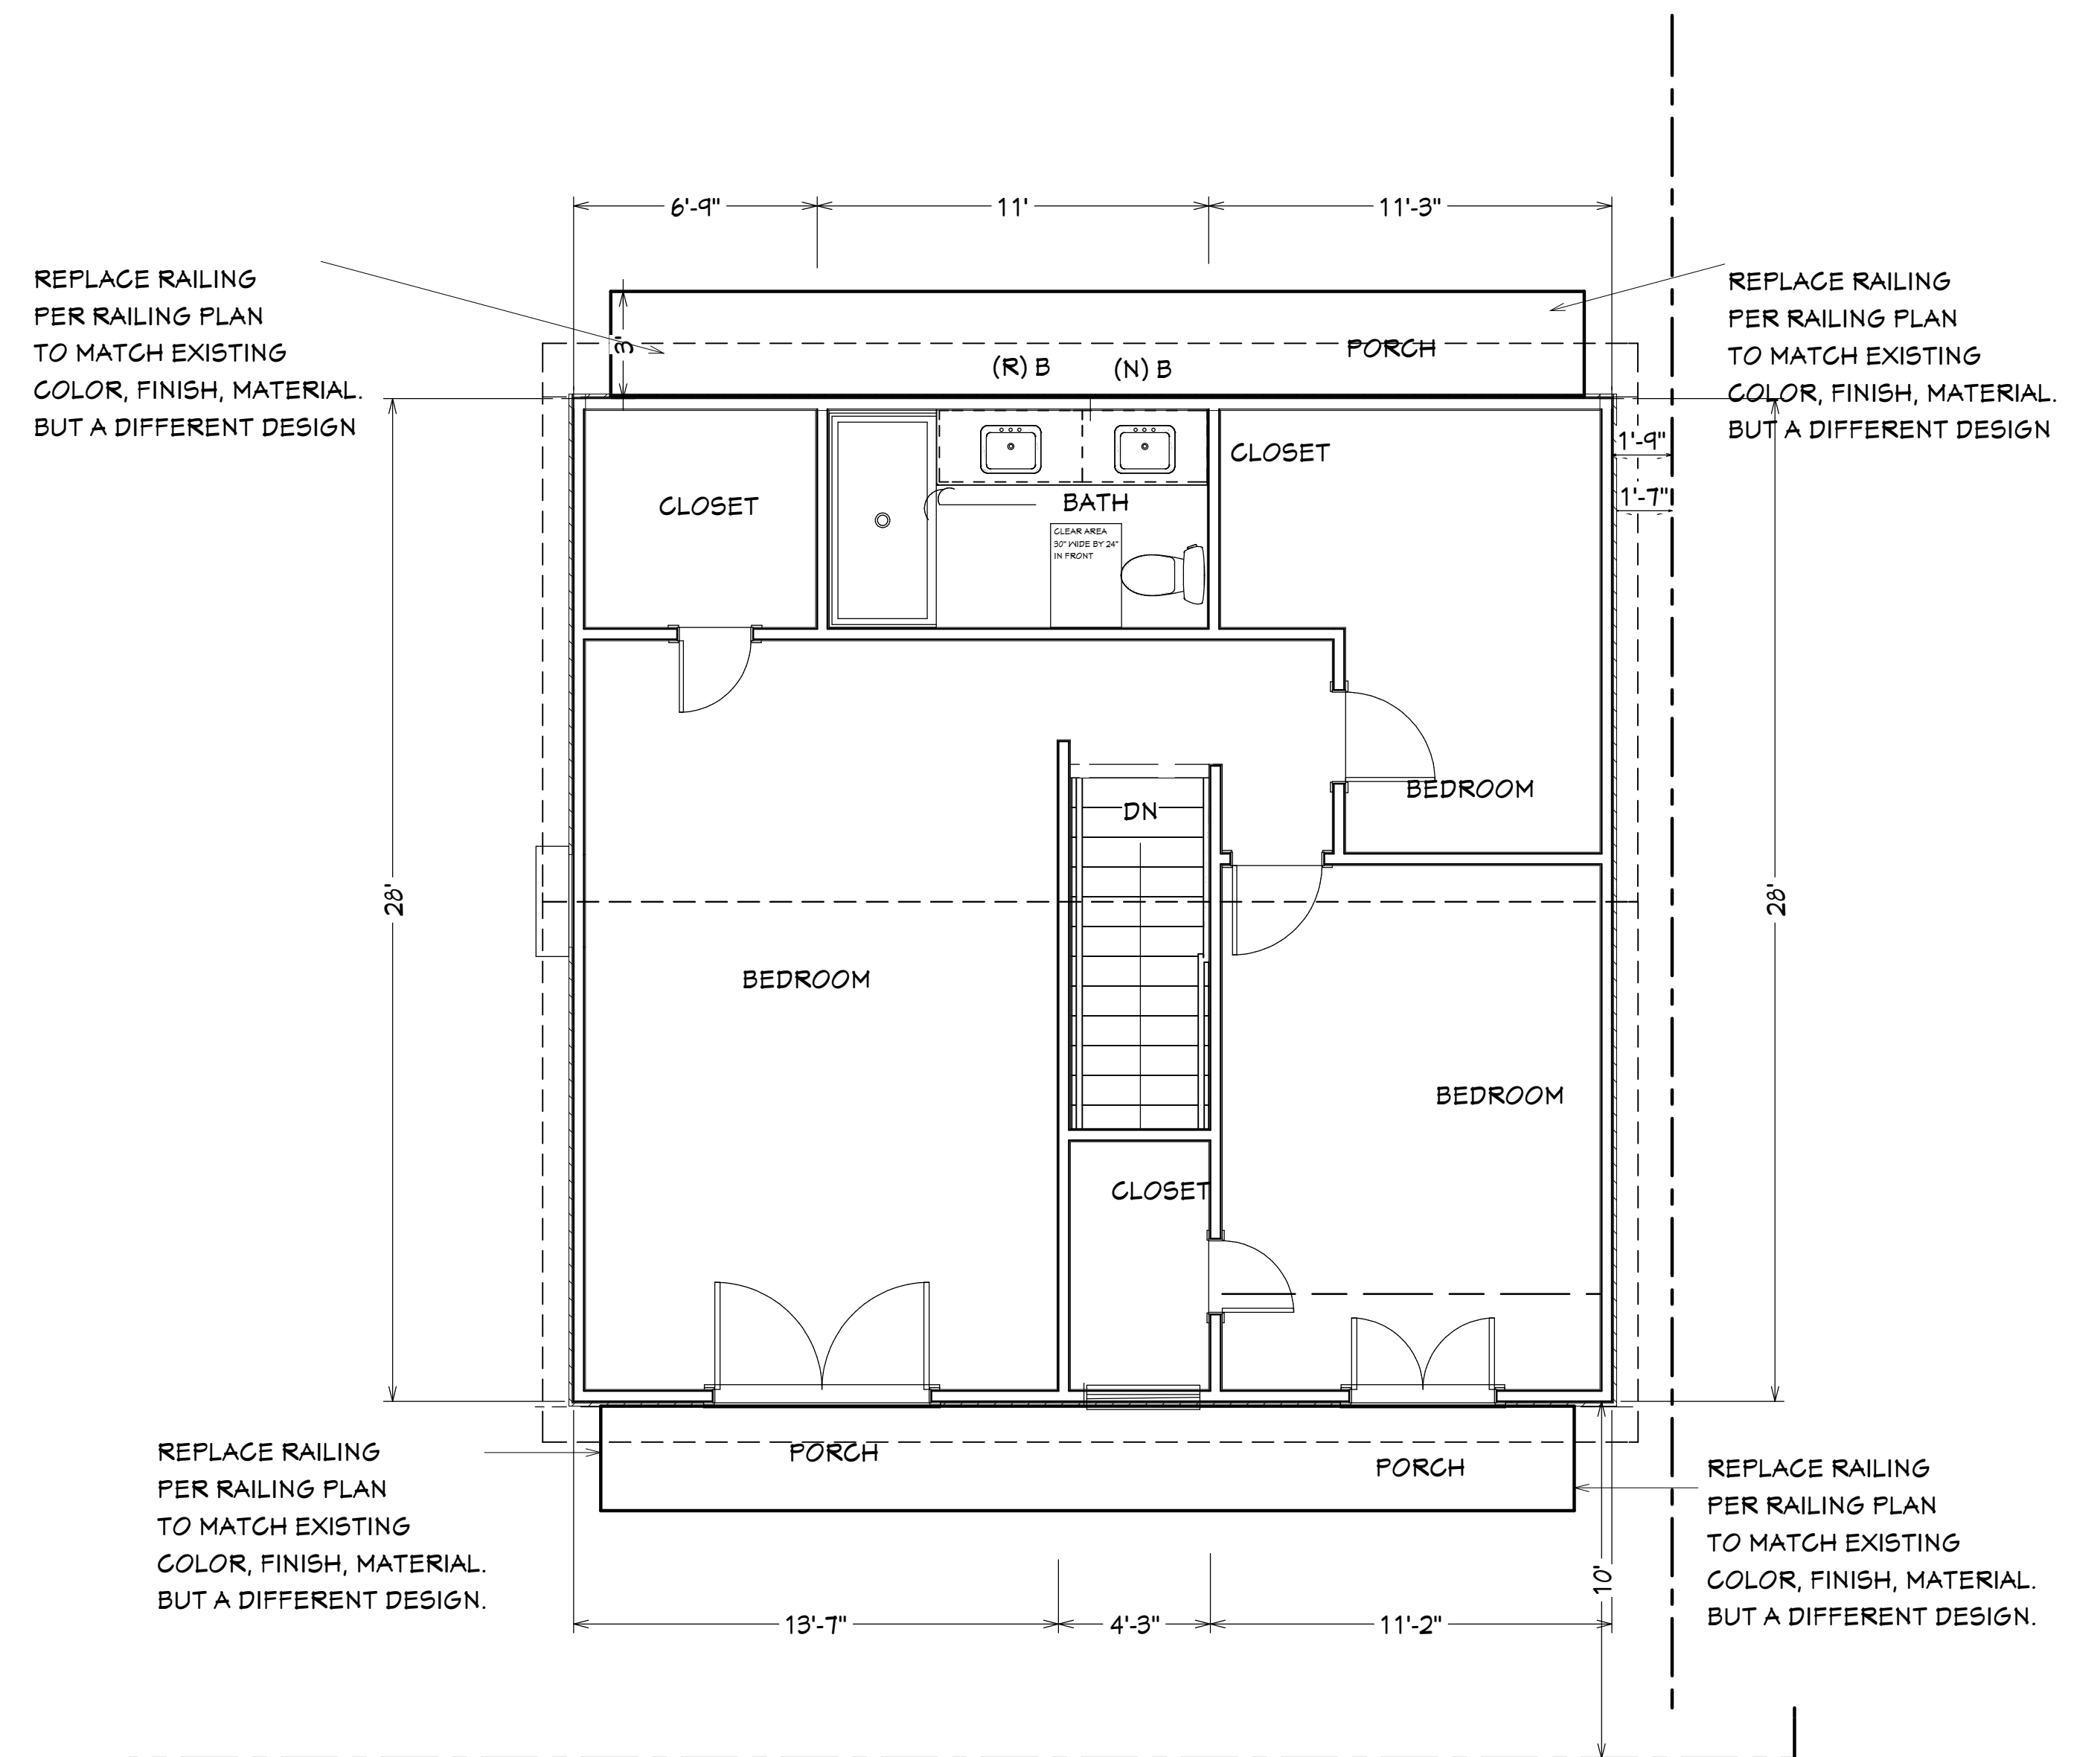 6'-9"
11'
11'-3"
REPLACE RAILING
PER RAILING PLAN
TO MATCH EXISTING
COLOR, FINISH, MATERIAL.
BUT A DIFFERENT DESIGN
REPLACE RAILING
PER RAILING PLAN
TO MATCH EXISTING
COLOR, FINISH, MATERIAL.
BUT A DIFFERENT DESIGN
3'
PORCH
(R) B
(N) B
1'-9"
1'-7"
CLOSET
CLOSET
BATH
CLEAR AREA
30" WIDE BY 24"
IN FRONT
BEDROOM
DN
28'
28'
BEDROOM
BEDROOM
CLOSET
PORCH
PORCH
REPLACE RAILING
PER RAILING PLAN
TO MATCH EXISTING
COLOR, FINISH, MATERIAL.
BUT A DIFFERENT DESIGN.
REPLACE RAILING
PER RAILING PLAN
TO MATCH EXISTING
COLOR, FINISH, MATERIAL.
BUT A DIFFERENT DESIGN.
10'
13'-7"
4'-3"
11'-2"